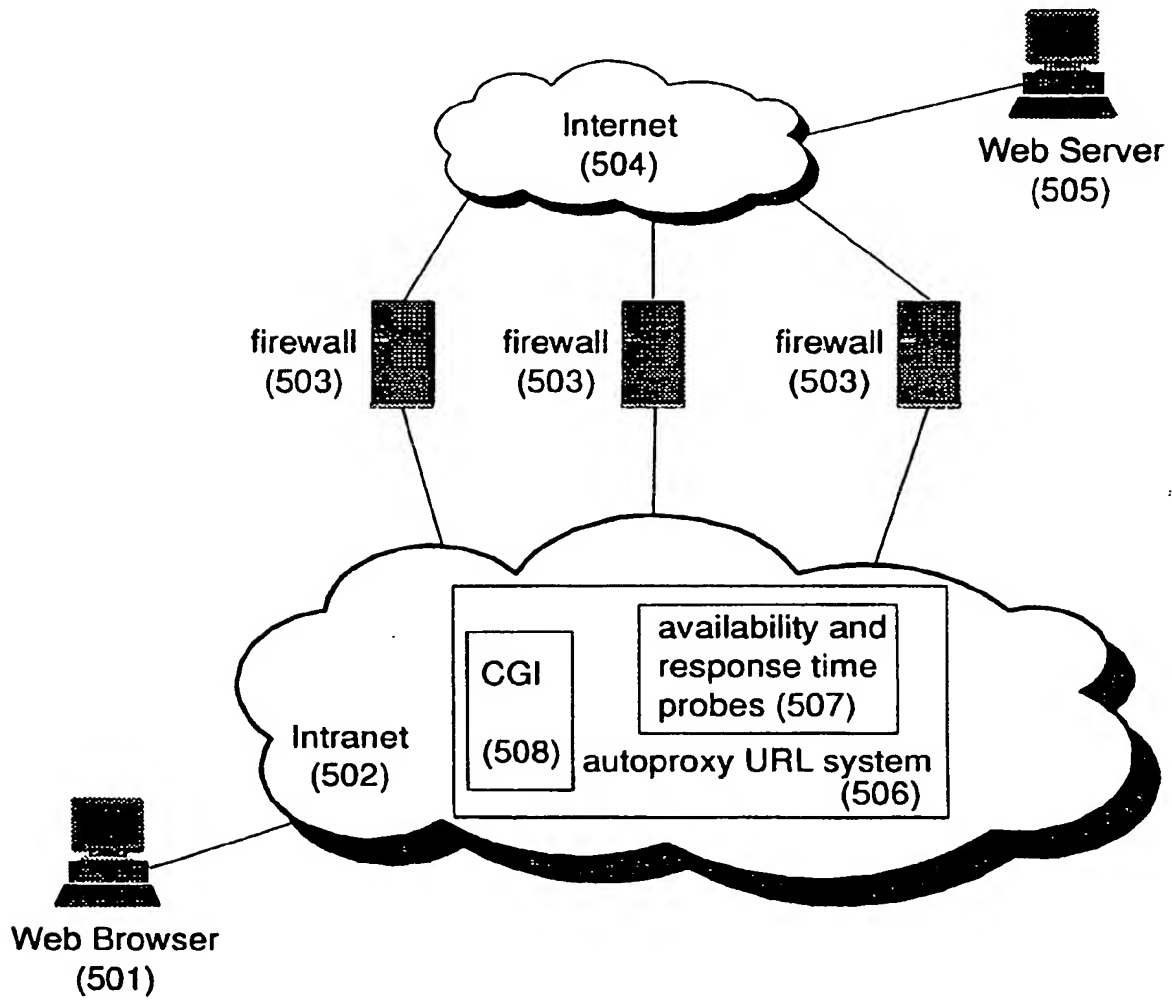 Internet
(504)
Web Server
(505)
firewall
(503)
firewall
(503)
firewall
(503)
availability and
response time
probes (507)
CGI
(508)
autoproxy URL system
(506)
Intranet
(502)
Web Browser
(501)